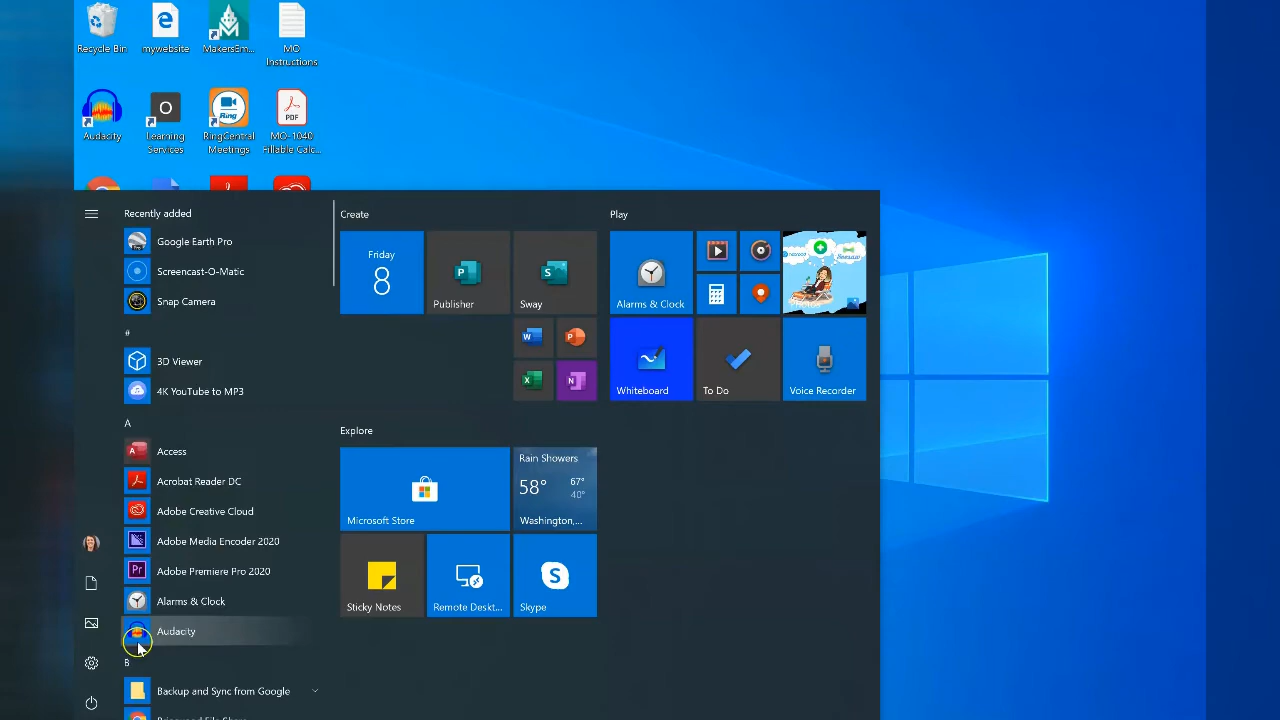 Recycle Bin
mywebsite
MakersEm...
MO
Instructions
Audacity
Learning
Services
RingCentral
Meetings
MO-1040
Fillable Calc...
O
Ring
PDF
Recently added
Google Earth Pro
Screencast-O-Matic
Snap Camera
#
3D Viewer
4K YouTube to MP3
A
Access
Acrobat Reader DC
Adobe Creative Cloud
Adobe Media Encoder 2020
Adobe Premiere Pro 2020
Alarms & Clock
Audacity
B
Backup and Sync from Google
Create
Friday
8
Publisher
Sway
Explore
Microsoft Store
Rain Showers
58°
67°
40°
Washington,...
Sticky Notes
Remote Deskt...
Skype
Play
Alarms & Clock
Whiteboard
To Do
Voice Recorder